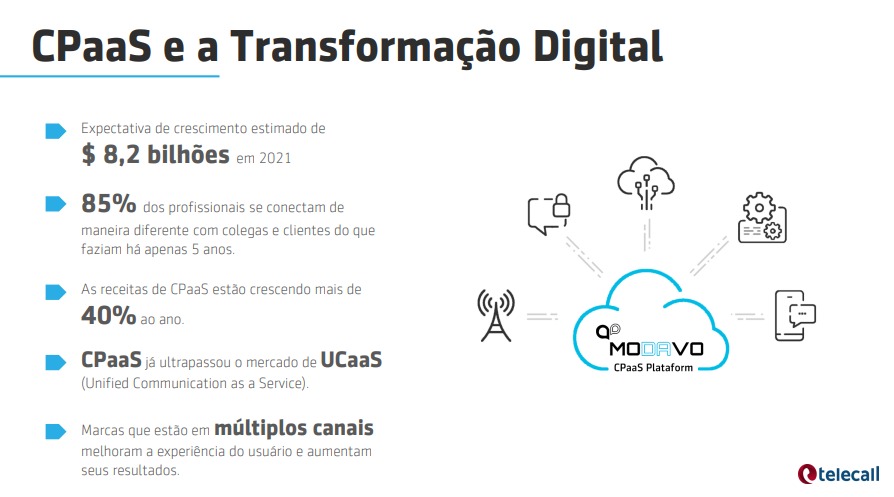 CPaaS e a Transformação Digital
Expectativa de crescimento estimado de
$ 8,2 bilhões em 2021
85% dos profissionais se conectam de
maneira diferente com colegas e clientes do que
faziam há apenas 5 anos.
As receitas de CPaaS estão crescendo mais de
40% ao ano.
CPaaS já ultrapassou o mercado de UCaaS
(Unified Communication as a Service).
Marcas que estão em múltiplos canais
melhoram a experiência do usuário e aumentam
seus resultados.
MODAVO
CPaaS Plataform
telecall